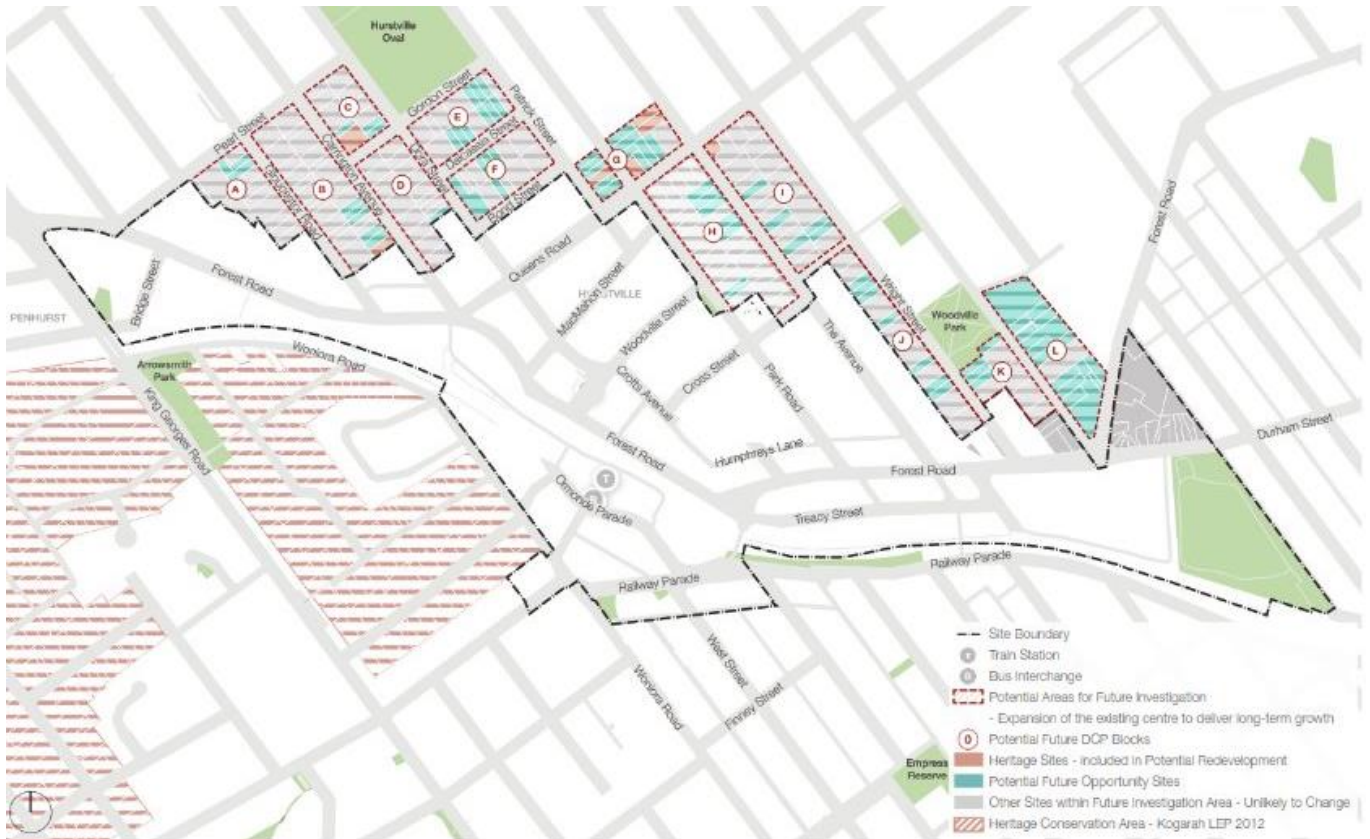 Hurstville
Oval
Gordon Street
Patrick Street
Pearl Street
C
E
Dora Street
Carrington Avenue
G
F
A
B
D
I
Gloucester Road
Bond Street
H
Queens Road
Forest Road
Forest Road
Bridge Street
MacMahon Street
PENHURST
Woodville Street
Wright Street
Woodville
Park
The Avenue
J
L
K
Woniora Road
Arrowsmith
Park
Crofts Avenue
Cross Street
Park Road
King Georges Road
Durham Street
Forest Road
Humphreys Lane
Forest Road
T
B
Ormonde Parade
Treacy Street
Railway Parade
Railway Parade
West Street
Woniora Road
Finney Street
Empress
Reserve
Site Boundary
T Train Station
B Bus Interchange
Potential Areas for Future Investigation
- Expansion of the existing centre to deliver long-term growth
0 Potential Future DCP Blocks
Heritage Sites - included in Potential Redevelopment
Potential Future Opportunity Sites
Other Sites within Future Investigation Area - Unlikely to Change
Heritage Conservation Area - Kogarah LEP 2012